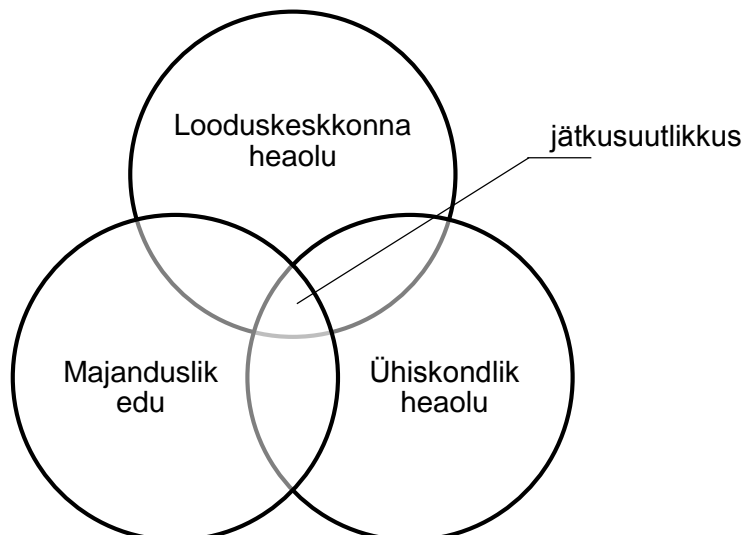 Looduskeskkonna
heaolu
jätkusuutlikkus
Majanduslik
edu
Ühiskondlik
heaolu